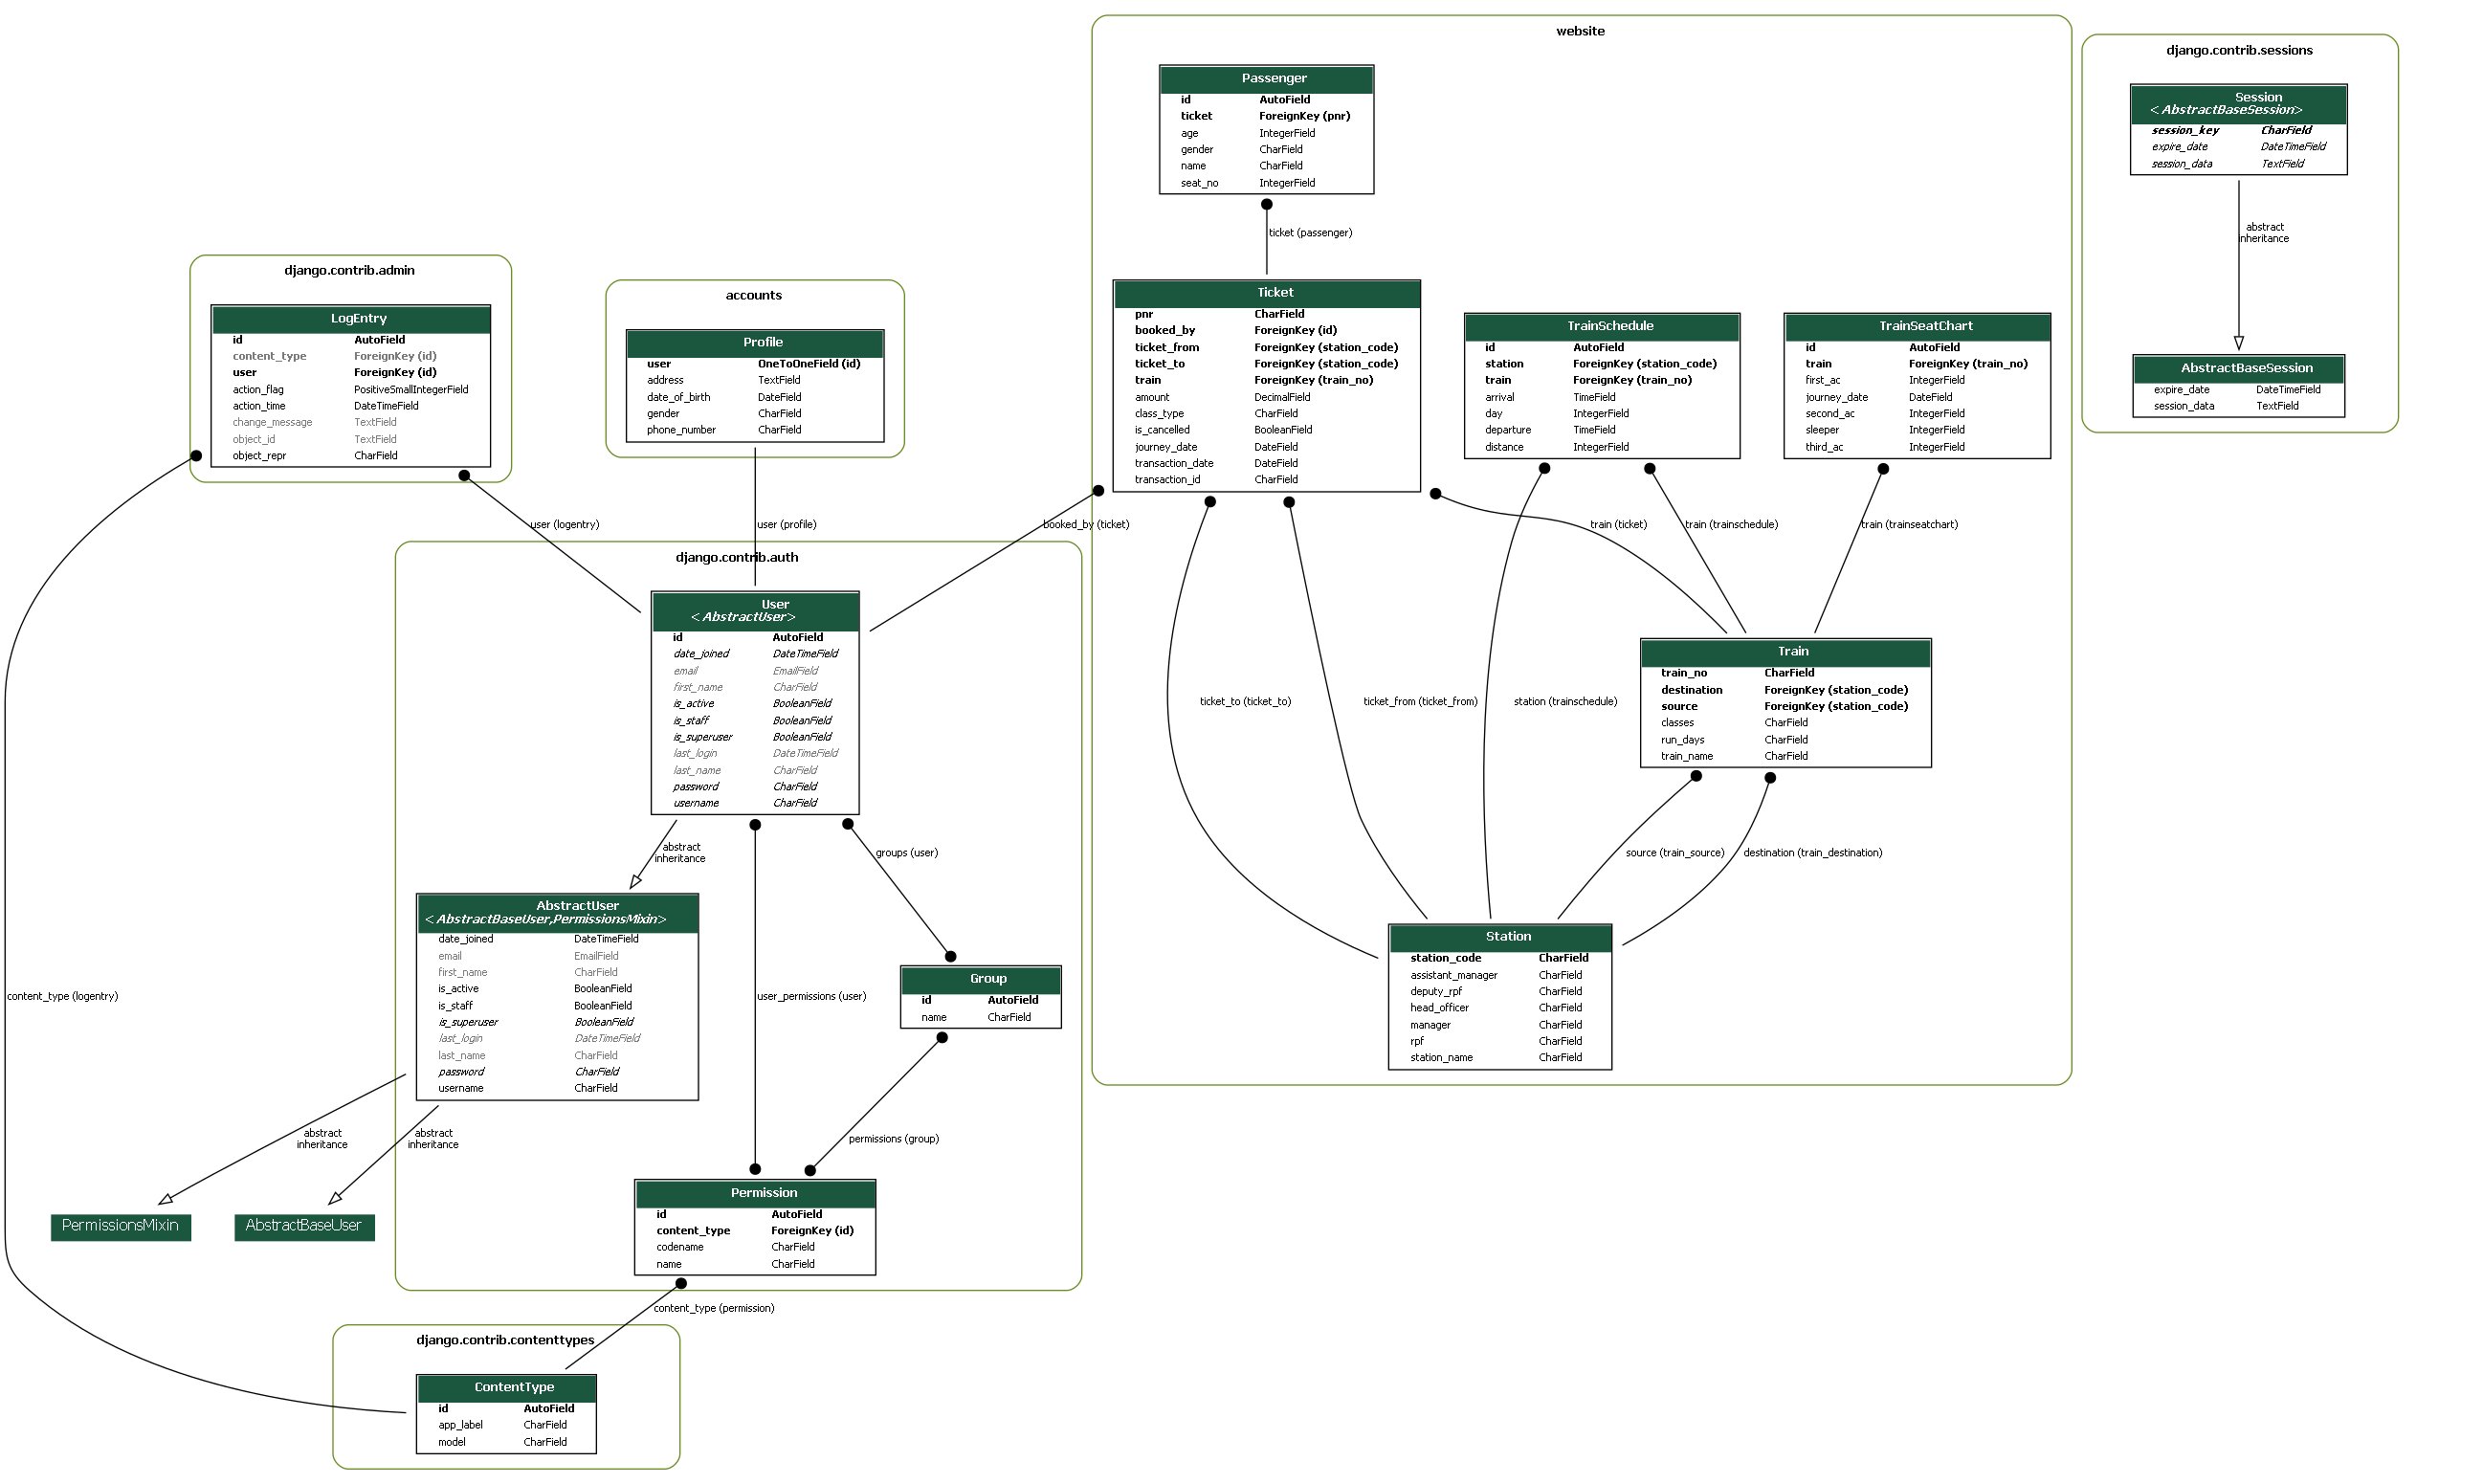 website
Passenger
id AutoField
ticket ForeignKey (pnr)
age IntegerField
gender CharField
name CharField
seat_no IntegerField
ticket (passenger)
Ticket
pnr CharField
booked_by ForeignKey (id)
ticket_from ForeignKey (station_code)
ticket_to ForeignKey (station_code)
train ForeignKey (train_no)
amount DecimalField
class_type CharField
is_cancelled BooleanField
journey_date DateField
transaction_date DateField
transaction_id CharField
TrainSchedule
id AutoField
station ForeignKey (station_code)
train ForeignKey (train_no)
arrival TimeField
day IntegerField
departure TimeField
distance IntegerField
TrainSeatChart
id AutoField
train ForeignKey (train_no)
first_ac IntegerField
journey_date DateField
second_ac IntegerField
sleeper IntegerField
third_ac IntegerField
booked_by (ticket)
train (ticket)
train (trainschedule)
train (trainseatchart)
ticket_to (ticket_to)
ticket_from (ticket_from)
station (trainschedule)
Train
train_no CharField
destination ForeignKey (station_code)
source ForeignKey (station_code)
classes CharField
run_days CharField
train_name CharField
source (train_source)
destination (train_destination)
Station
station_code CharField
assistant_manager CharField
deputy_rpf CharField
head_officer CharField
manager CharField
rpf CharField
station_name CharField
django.contrib.sessions
Session
<AbstractBaseSession>
session_key CharField
expire_date DateTimeField
session_data TextField
abstract
inheritance
AbstractBaseSession
expire_date DateTimeField
session_data TextField
django.contrib.admin
LogEntry
id AutoField
content_type ForeignKey (id)
user ForeignKey (id)
action_flag PositiveSmallIntegerField
action_time DateTimeField
change_message TextField
object_id TextField
object_repr CharField
accounts
Profile
user OneToOneField (id)
address TextField
date_of_birth DateField
gender CharField
phone_number CharField
user (logentry)
user (profile)
django.contrib.auth
User
<AbstractUser>
id AutoField
date_joined DateTimeField
email EmailField
first_name CharField
is_active BooleanField
is_staff BooleanField
is_superuser BooleanField
last_login DateTimeField
last_name CharField
password CharField
username CharField
abstract
inheritance
groups (user)
AbstractUser
<AbstractBaseUser,PermissionsMixin>
date_joined DateTimeField
email EmailField
first_name CharField
is_active BooleanField
is_staff BooleanField
is_superuser BooleanField
last_login DateTimeField
last_name CharField
password CharField
username CharField
user_permissions (user)
Group
id AutoField
name CharField
content_type (logentry)
abstract
inheritance
abstract
inheritance
permissions (group)
PermissionsMixin
AbstractBaseUser
Permission
id AutoField
content_type ForeignKey (id)
codename CharField
name CharField
content_type (permission)
django.contrib.contenttypes
ContentType
id AutoField
app_label CharField
model CharField